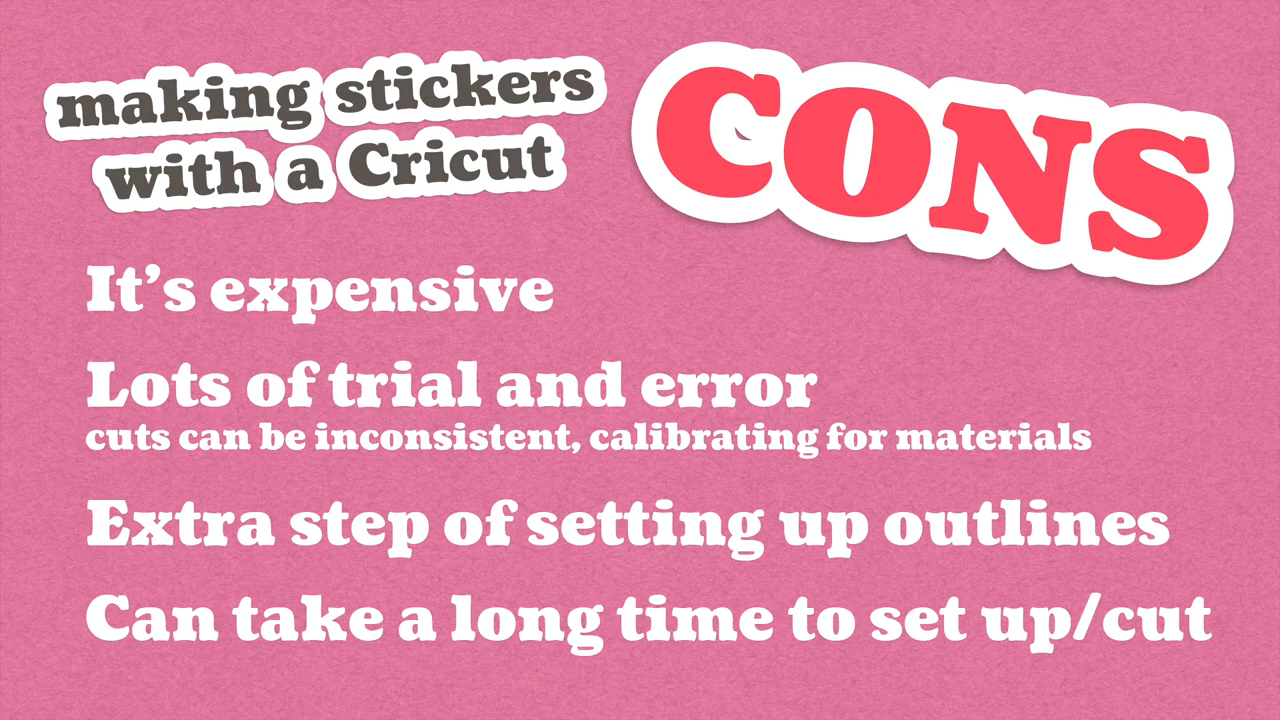 making stickers
with a Cricut
CONS
It’s expensive
Lots of trial and error
cuts can be inconsistent, calibrating for materials
Extra step of setting up outlines
Can take a long time to set up/cut